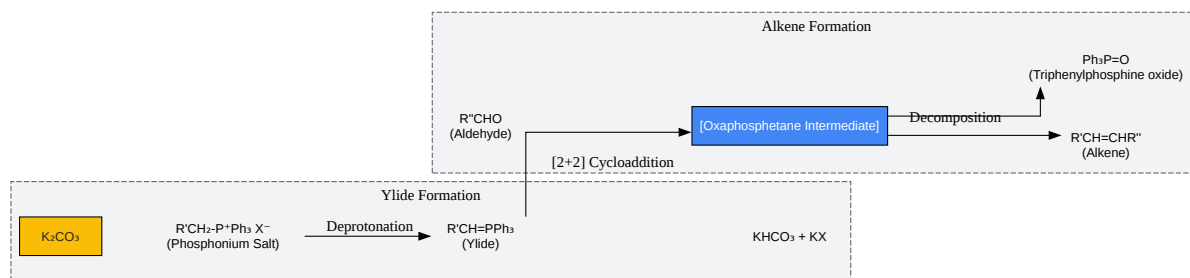 Alkene Formation
Ph₃P=O
(Triphenylphosphine oxide)
R"CHO
(Aldehyde)
[Oxaphosphetane Intermediate]
Decomposition
R'CH=CHR"
(Alkene)
[2+2] Cycloaddition
Ylide Formation
K₂CO₃
R'CH₂-P⁺Ph₃ X⁻
(Phosphonium Salt)
Deprotonation
R'CH=PPh₃
(Ylide)
KHCO₃ + KX